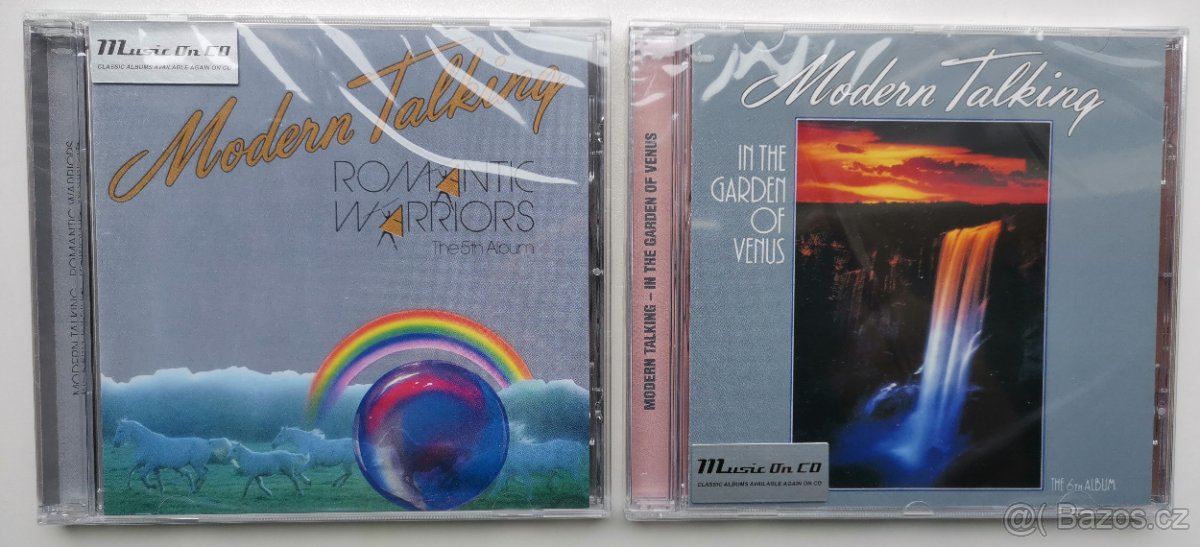 Music On CD
CLASSIC ALBUMS AVAILABLE AGAIN ON CD
Modern Talking
ROMANTIC
WARRIORS
The 5th Album
MODERN TALKING - ROMANTIC WARRIORS
Modern Talking
IN THE
GARDEN
OF
VENUS
MODERN TALKING - IN THE GARDEN OF VENUS
Music On CD
CLASSIC ALBUMS AVAILABLE AGAIN ON CD
THE 6TH ALBUM
@( Bazos.cz